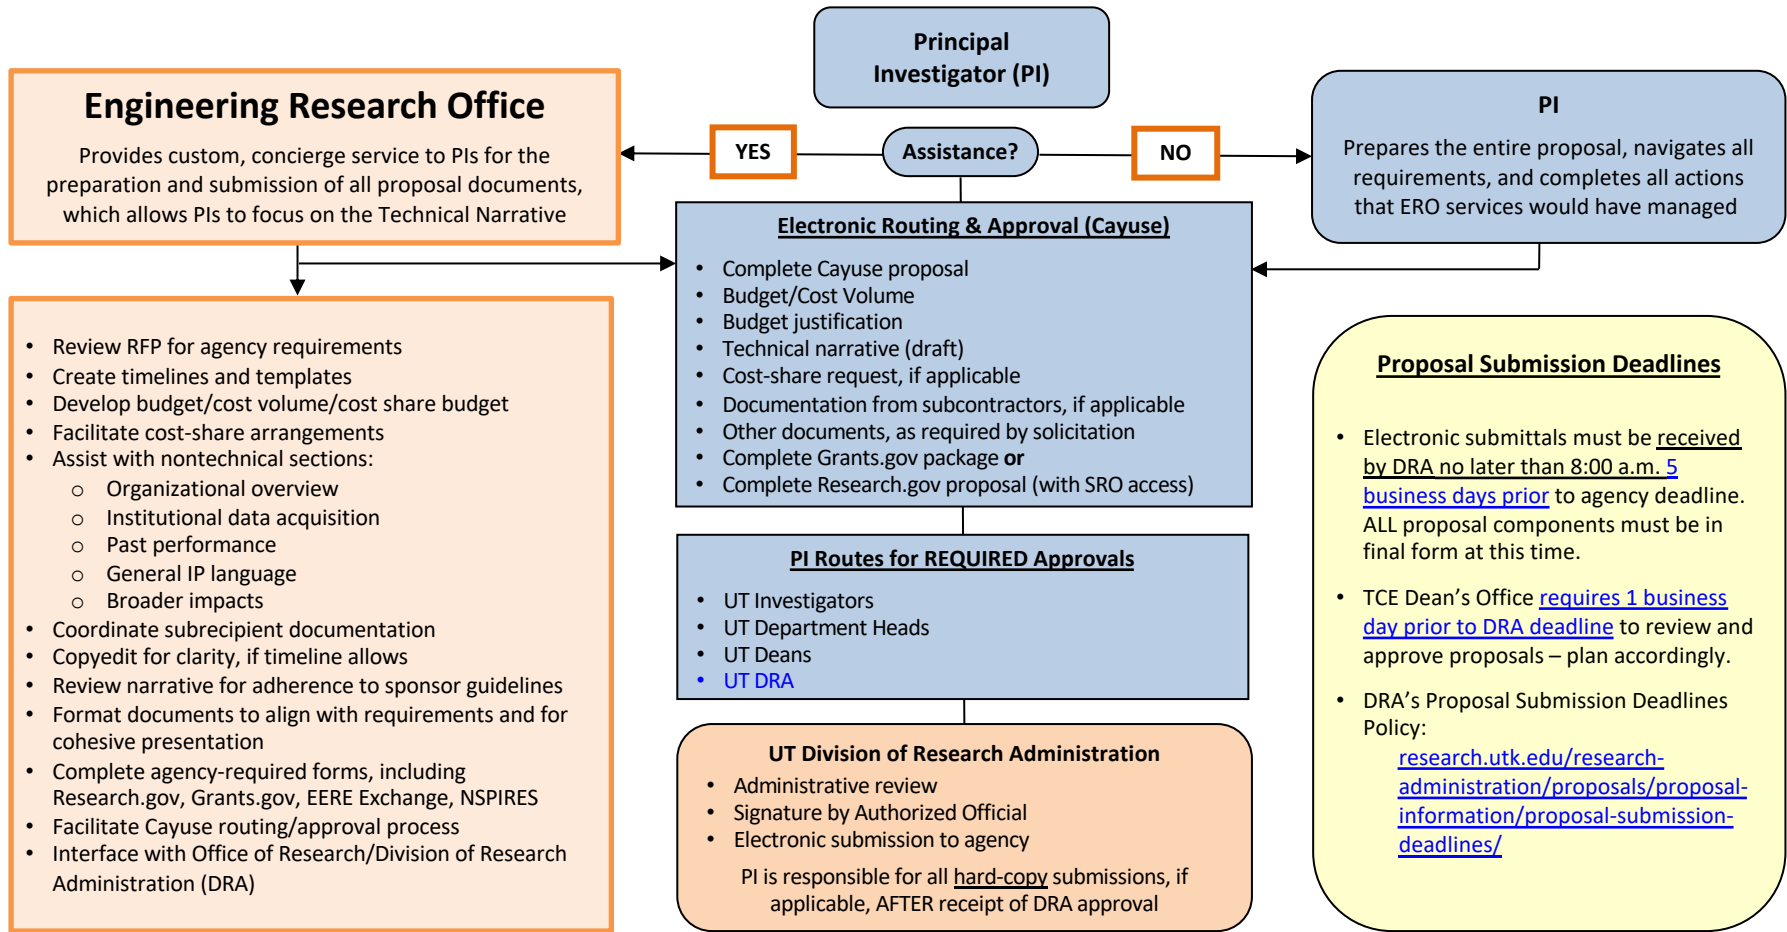 Principal
Investigator (PI)
Engineering Research Office
Provides custom, concierge service to PIs for the
preparation and submission of all proposal documents,
which allows PIs to focus on the Technical Narrative
YES
Assistance?
NO
PI
Prepares the entire proposal, navigates all
requirements, and completes all actions
that ERO services would have managed
• Review RFP for agency requirements
• Create timelines and templates
• Develop budget/cost volume/cost share budget
• Facilitate cost-share arrangements
• Assist with nontechnical sections:
o Organizational overview
o Institutional data acquisition
o Past performance
o General IP language
o Broader impacts
• Coordinate subrecipient documentation
• Copyedit for clarity, if timeline allows
• Review narrative for adherence to sponsor guidelines
• Format documents to align with requirements and for
cohesive presentation
• Complete agency-required forms, including
Research.gov, Grants.gov, EERE Exchange, NSPIRES
• Facilitate Cayuse routing/approval process
• Interface with Office of Research/Division of Research
Administration (DRA)
Electronic Routing & Approval (Cayuse)
• Complete Cayuse proposal
• Budget/Cost Volume
• Budget justification
• Technical narrative (draft)
• Cost-share request, if applicable
• Documentation from subcontractors, if applicable
• Other documents, as required by solicitation
• Complete Grants.gov package or
• Complete Research.gov proposal (with SRO access)
PI Routes for REQUIRED Approvals
• UT Investigators
• UT Department Heads
• UT Deans
• UT DRA
UT Division of Research Administration
• Administrative review
• Signature by Authorized Official
• Electronic submission to agency
PI is responsible for all hard-copy submissions, if
applicable, AFTER receipt of DRA approval
Proposal Submission Deadlines
• Electronic submittals must be received
by DRA no later than 8:00 a.m. 5
business days prior to agency deadline.
ALL proposal components must be in
final form at this time.
• TCE Dean’s Office requires 1 business
day prior to DRA deadline to review and
approve proposals – plan accordingly.
• DRA’s Proposal Submission Deadlines
Policy:
research.utk.edu/research-
administration/proposals/proposal-
information/proposal-submission-
deadlines/